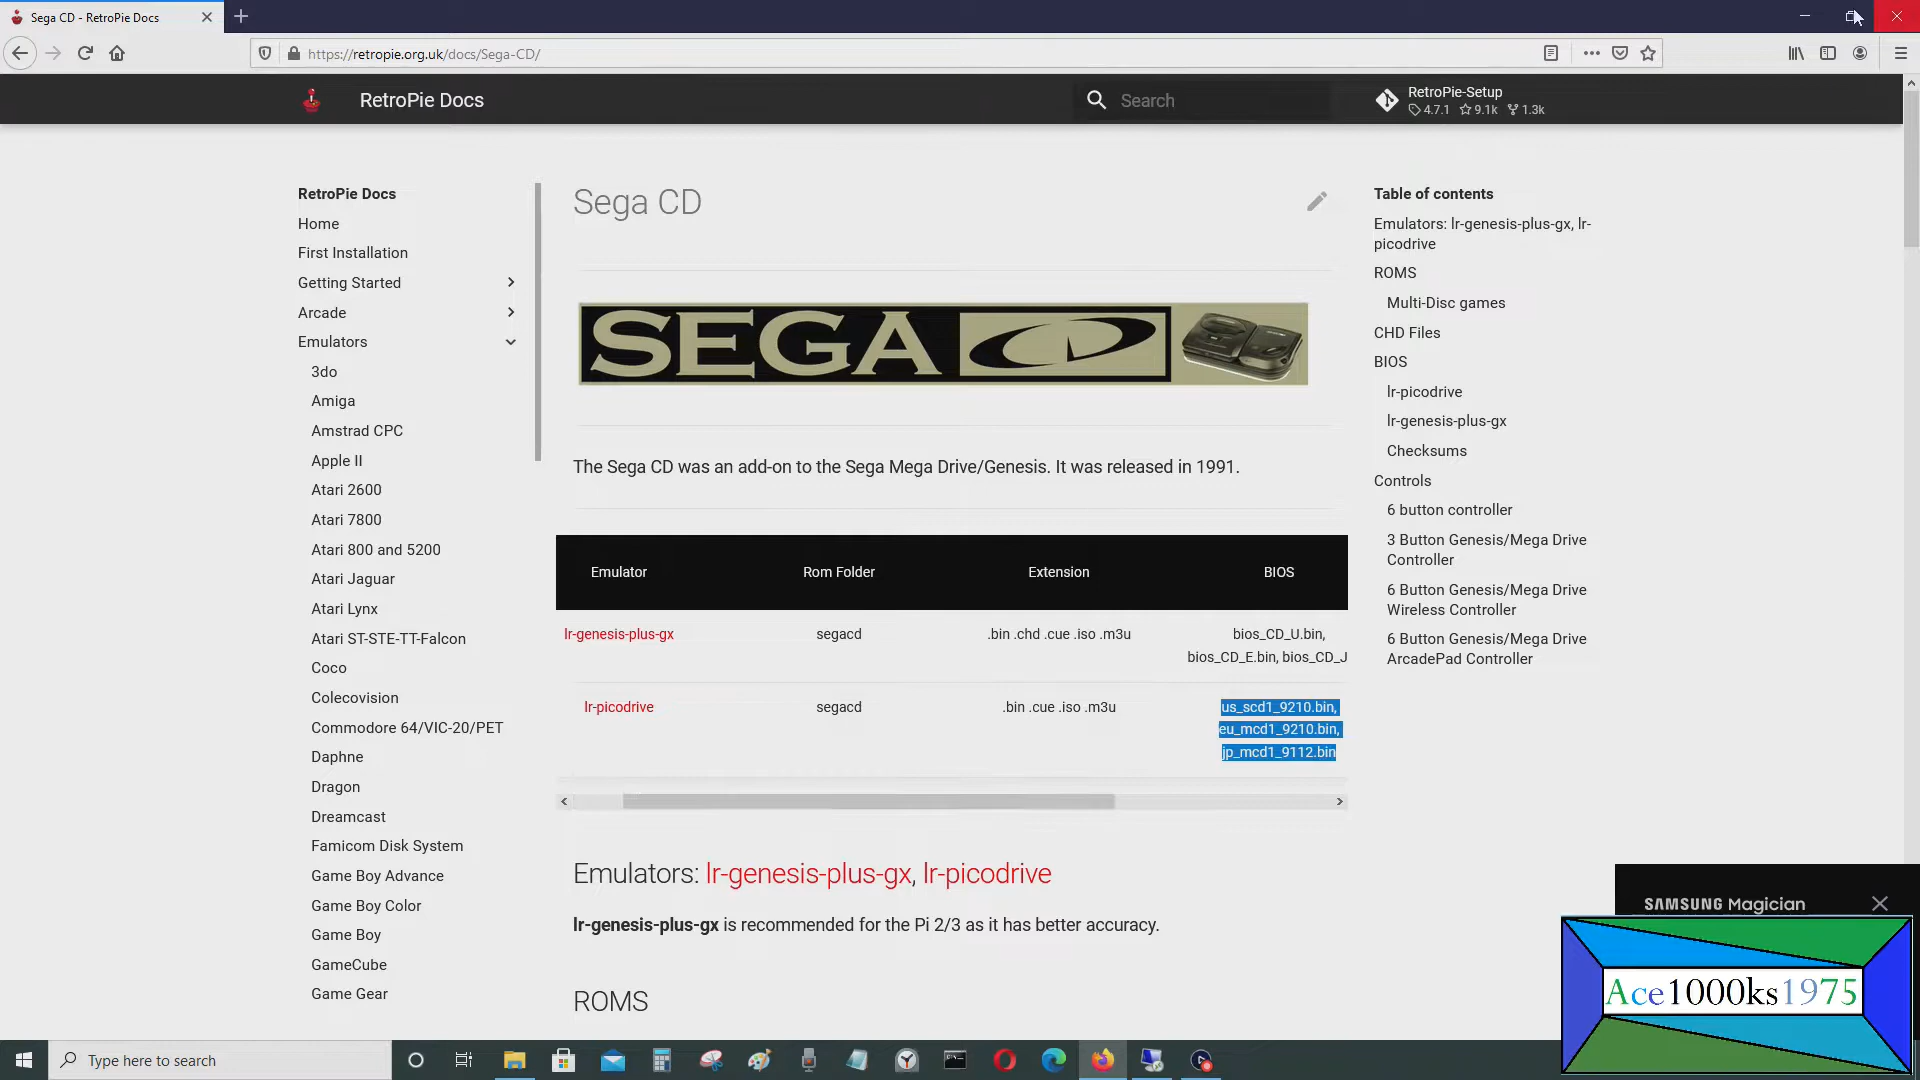 Sega CD - RetroPie Docs
https://retropie.org.uk/docs/Sega-CD/
RetroPie Docs
Search
RetroPie-Setup
4.7.1 9.1k 1.3k
RetroPie Docs
Home
First Installation
Getting Started
Arcade
Emulators
3do
Amiga
Amstrad CPC
Apple II
Atari 2600
Atari 7800
Atari 800 and 5200
Atari Jaguar
Atari Lynx
Atari ST-STE-TT-Falcon
Coco
Colecovision
Commodore 64/VIC-20/PET
Daphne
Dragon
Dreamcast
Famicom Disk System
Game Boy Advance
Game Boy Color
Game Boy
GameCube
Game Gear
Sega CD
SEGA CD
The Sega CD was an add-on to the Sega Mega Drive/Genesis. It was released in 1991.
Emulator Rom Folder Extension BIOS
lr-genesis-plus-gx segacd .bin .chd .cue .iso .m3u bios_CD_U.bin,
bios_CD_E.bin, bios_CD_J
lr-picodrive segacd .bin .cue .iso .m3u us_scd1_9210.bin,
eu_mcd1_9210.bin,
jp_mcd1_9112.bin
Emulators: lr-genesis-plus-gx, lr-picodrive
lr-genesis-plus-gx is recommended for the Pi 2/3 as it has better accuracy.
ROMS
Table of contents
Emulators: lr-genesis-plus-gx, lr-
picodrive
ROMS
Multi-Disc games
CHD Files
BIOS
lr-picodrive
lr-genesis-plus-gx
Checksums
Controls
6 button controller
3 Button Genesis/Mega Drive
Controller
6 Button Genesis/Mega Drive
Wireless Controller
6 Button Genesis/Mega Drive
ArcadePad Controller
SAMSUNG Magician
Ace1000ks1975
Type here to search